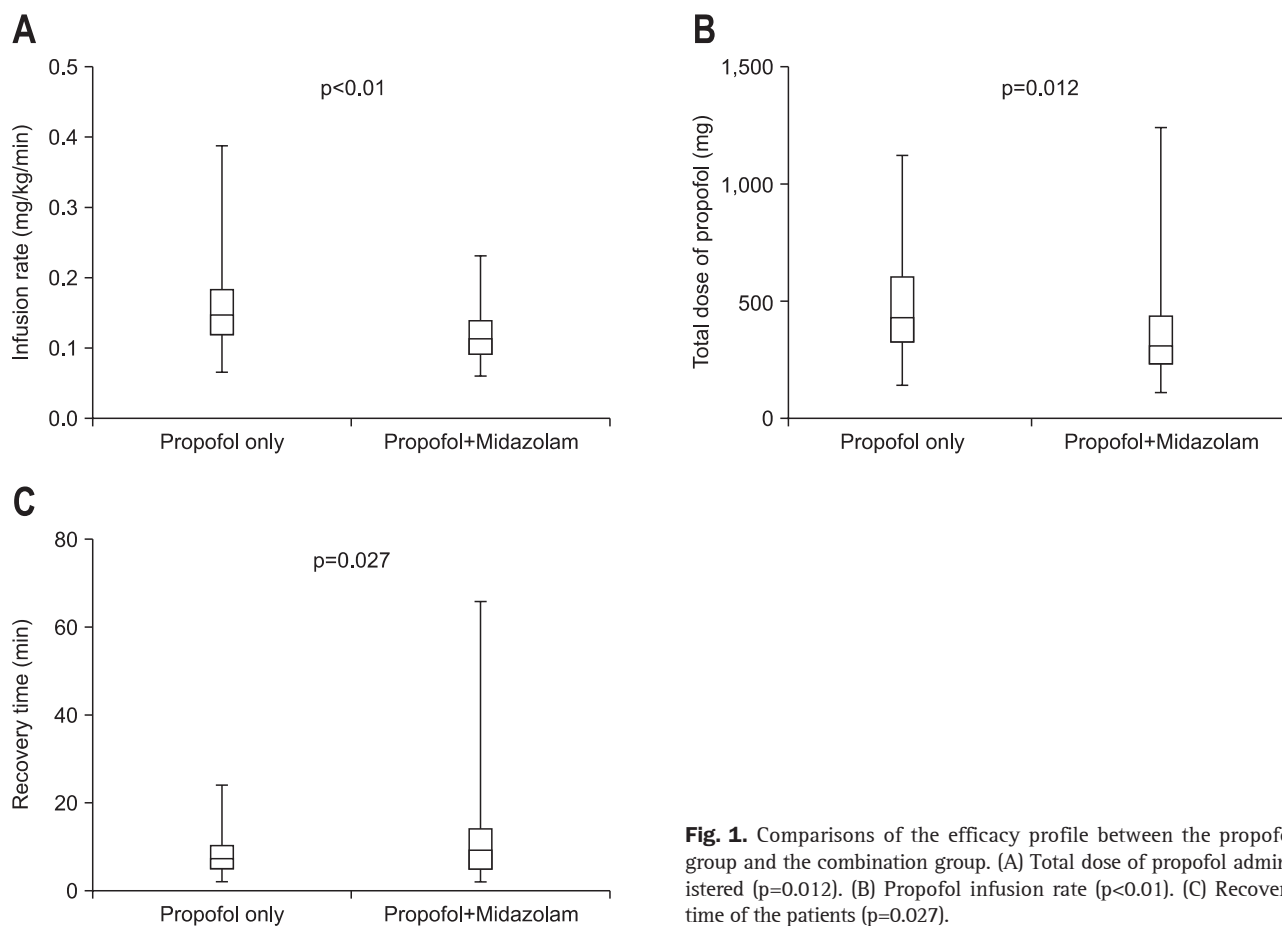 A
Infusion rate (mg/kg/min)
0.5
0.4
0.3
0.2
0.1
0.0
p<0.01
Propofol only
Propofol+Midazolam
B
Total dose of propofol (mg)
1,500
1,000
500
0
p=0.012
Propofol only
Propofol+Midazolam
C
Recovery time (min)
80
60
40
20
0
p=0.027
Propofol only
Propofol+Midazolam
Fig. 1. Comparisons of the efficacy profile between the propofo
group and the combination group. (A) Total dose of propofol admin
istered (p=0.012). (B) Propofol infusion rate (p<0.01). (C) Recover
time of the patients (p=0.027).